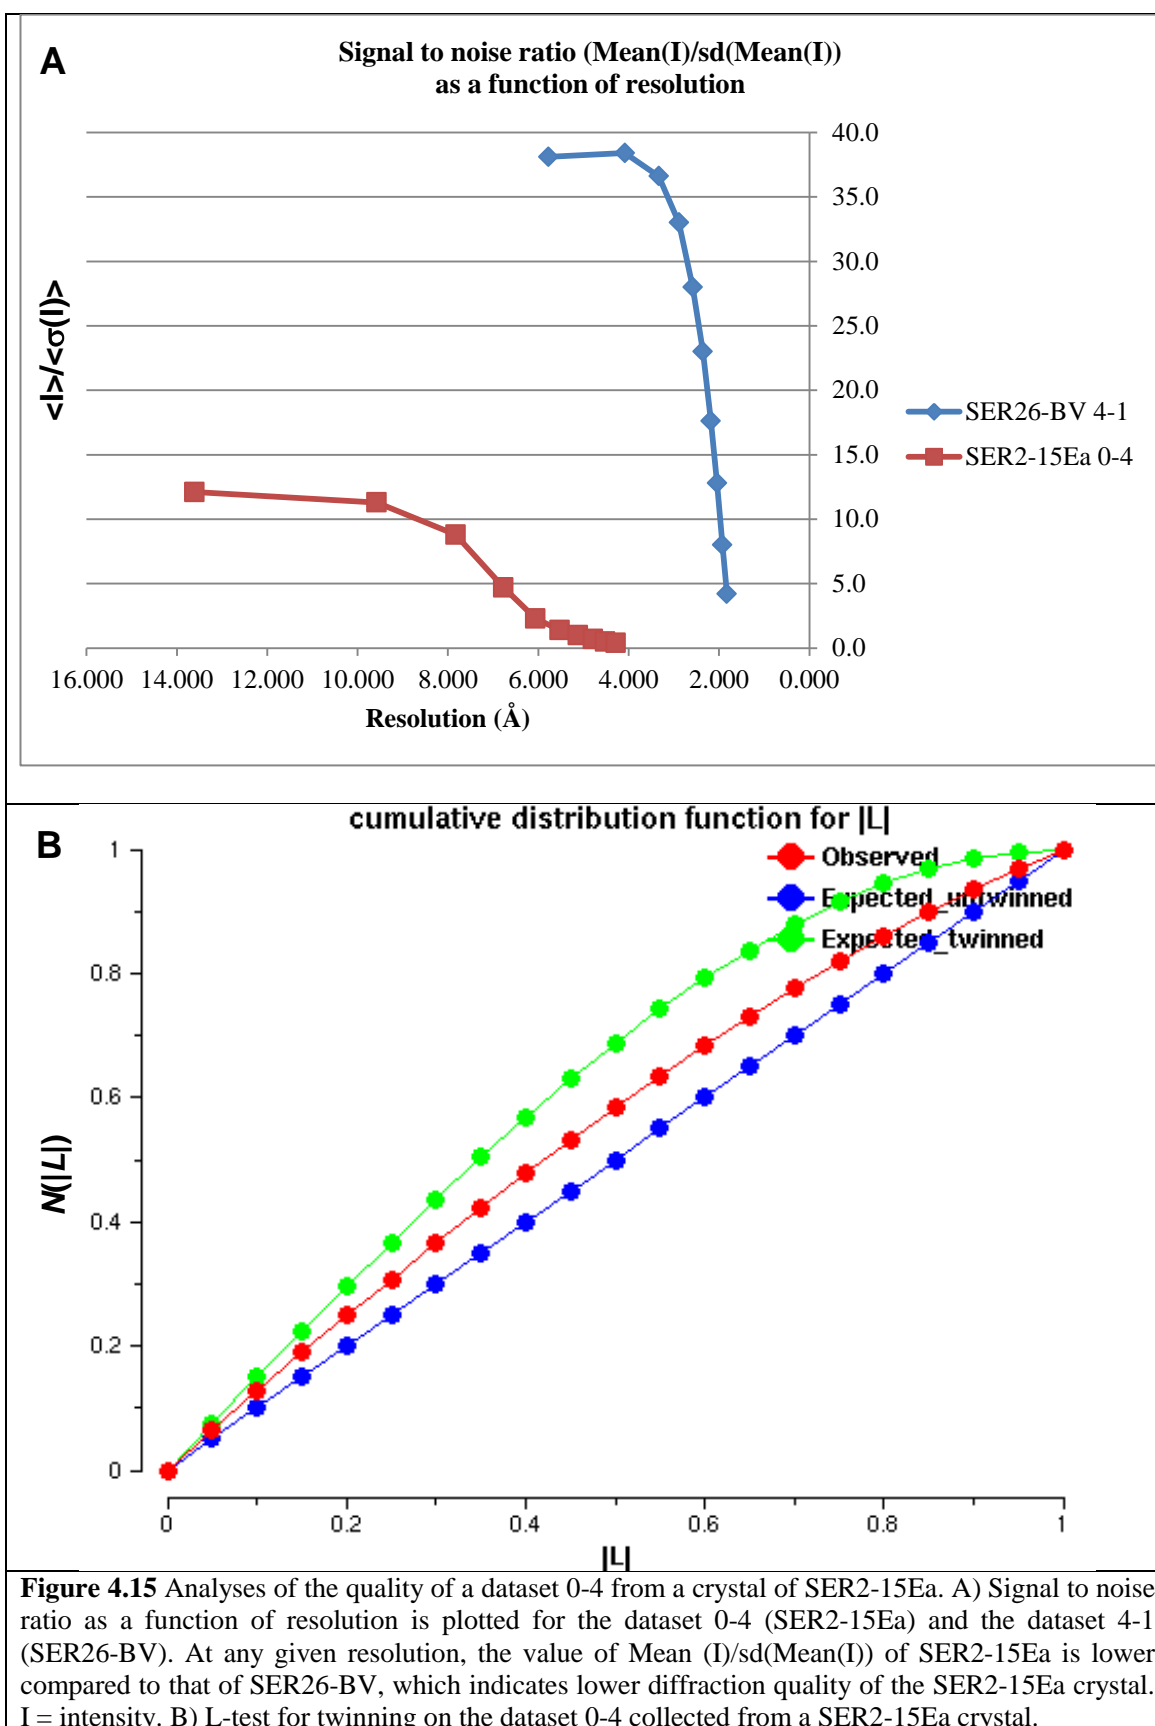 A
Signal to noise ratio (Mean(I)/sd(Mean(I))
as a function of resolution
40.0
35.0
30.0
25.0
20.0
15.0
10.0
5.0
0.0
<I>/<σ(I)>
SER26-BV 4-1
SER2-15Ea 0-4
16.000 14.000 12.000 10.000 8.000 6.000 4.000 2.000 0.000
Resolution (Å)
B
cumulative distribution function for |L|
Observed
Expected_untwinned
Expected_twinned
1
0.8
0.6
0.4
0.2
0
N(|L|)
0 0.2 0.4 0.6 0.8 1
|L|
Figure 4.15 Analyses of the quality of a dataset 0-4 from a crystal of SER2-15Ea. A) Signal to noise
ratio as a function of resolution is plotted for the dataset 0-4 (SER2-15Ea) and the dataset 4-1
(SER26-BV). At any given resolution, the value of Mean (I)/sd(Mean(I)) of SER2-15Ea is lower
compared to that of SER26-BV, which indicates lower diffraction quality of the SER2-15Ea crystal.
I = intensity. B) L-test for twinning on the dataset 0-4 collected from a SER2-15Ea crystal.